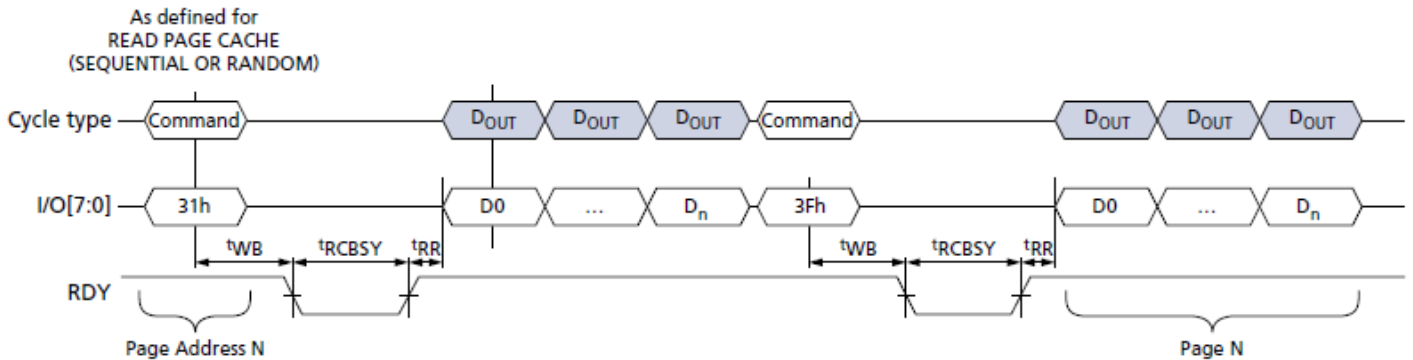 As defined for
READ PAGE CACHE
(SEQUENTIAL OR RANDOM)
Cycle type Command DOUT DOUT DOUT Command DOUT DOUT DOUT
I/O[7:0] 31h D0 ... Dn 3Fh D0 ... Dn
tWB tRCBSY tRR tWB tRCBSY tRR
RDY
Page Address N Page N